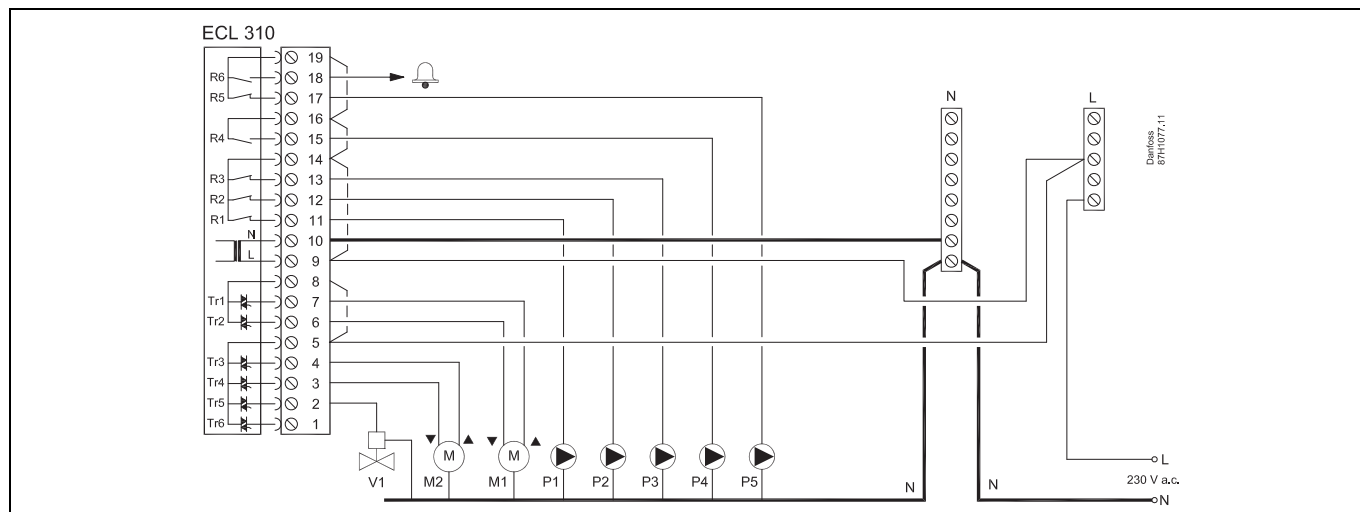 ECL 310
19
R6 18
R5 17
16
R4 15
14
R3 13
R2 12
R1 11
N 10
L 9
8
Tr1 7
Tr2 6
5
Tr3 4
Tr4 3
Tr5 2
Tr6 1
N
L
Danfoss
87H1077.11
M
M
V1
M2
M1
P1
P2
P3
P4
P5
N
N
L
230 V a.c.
N